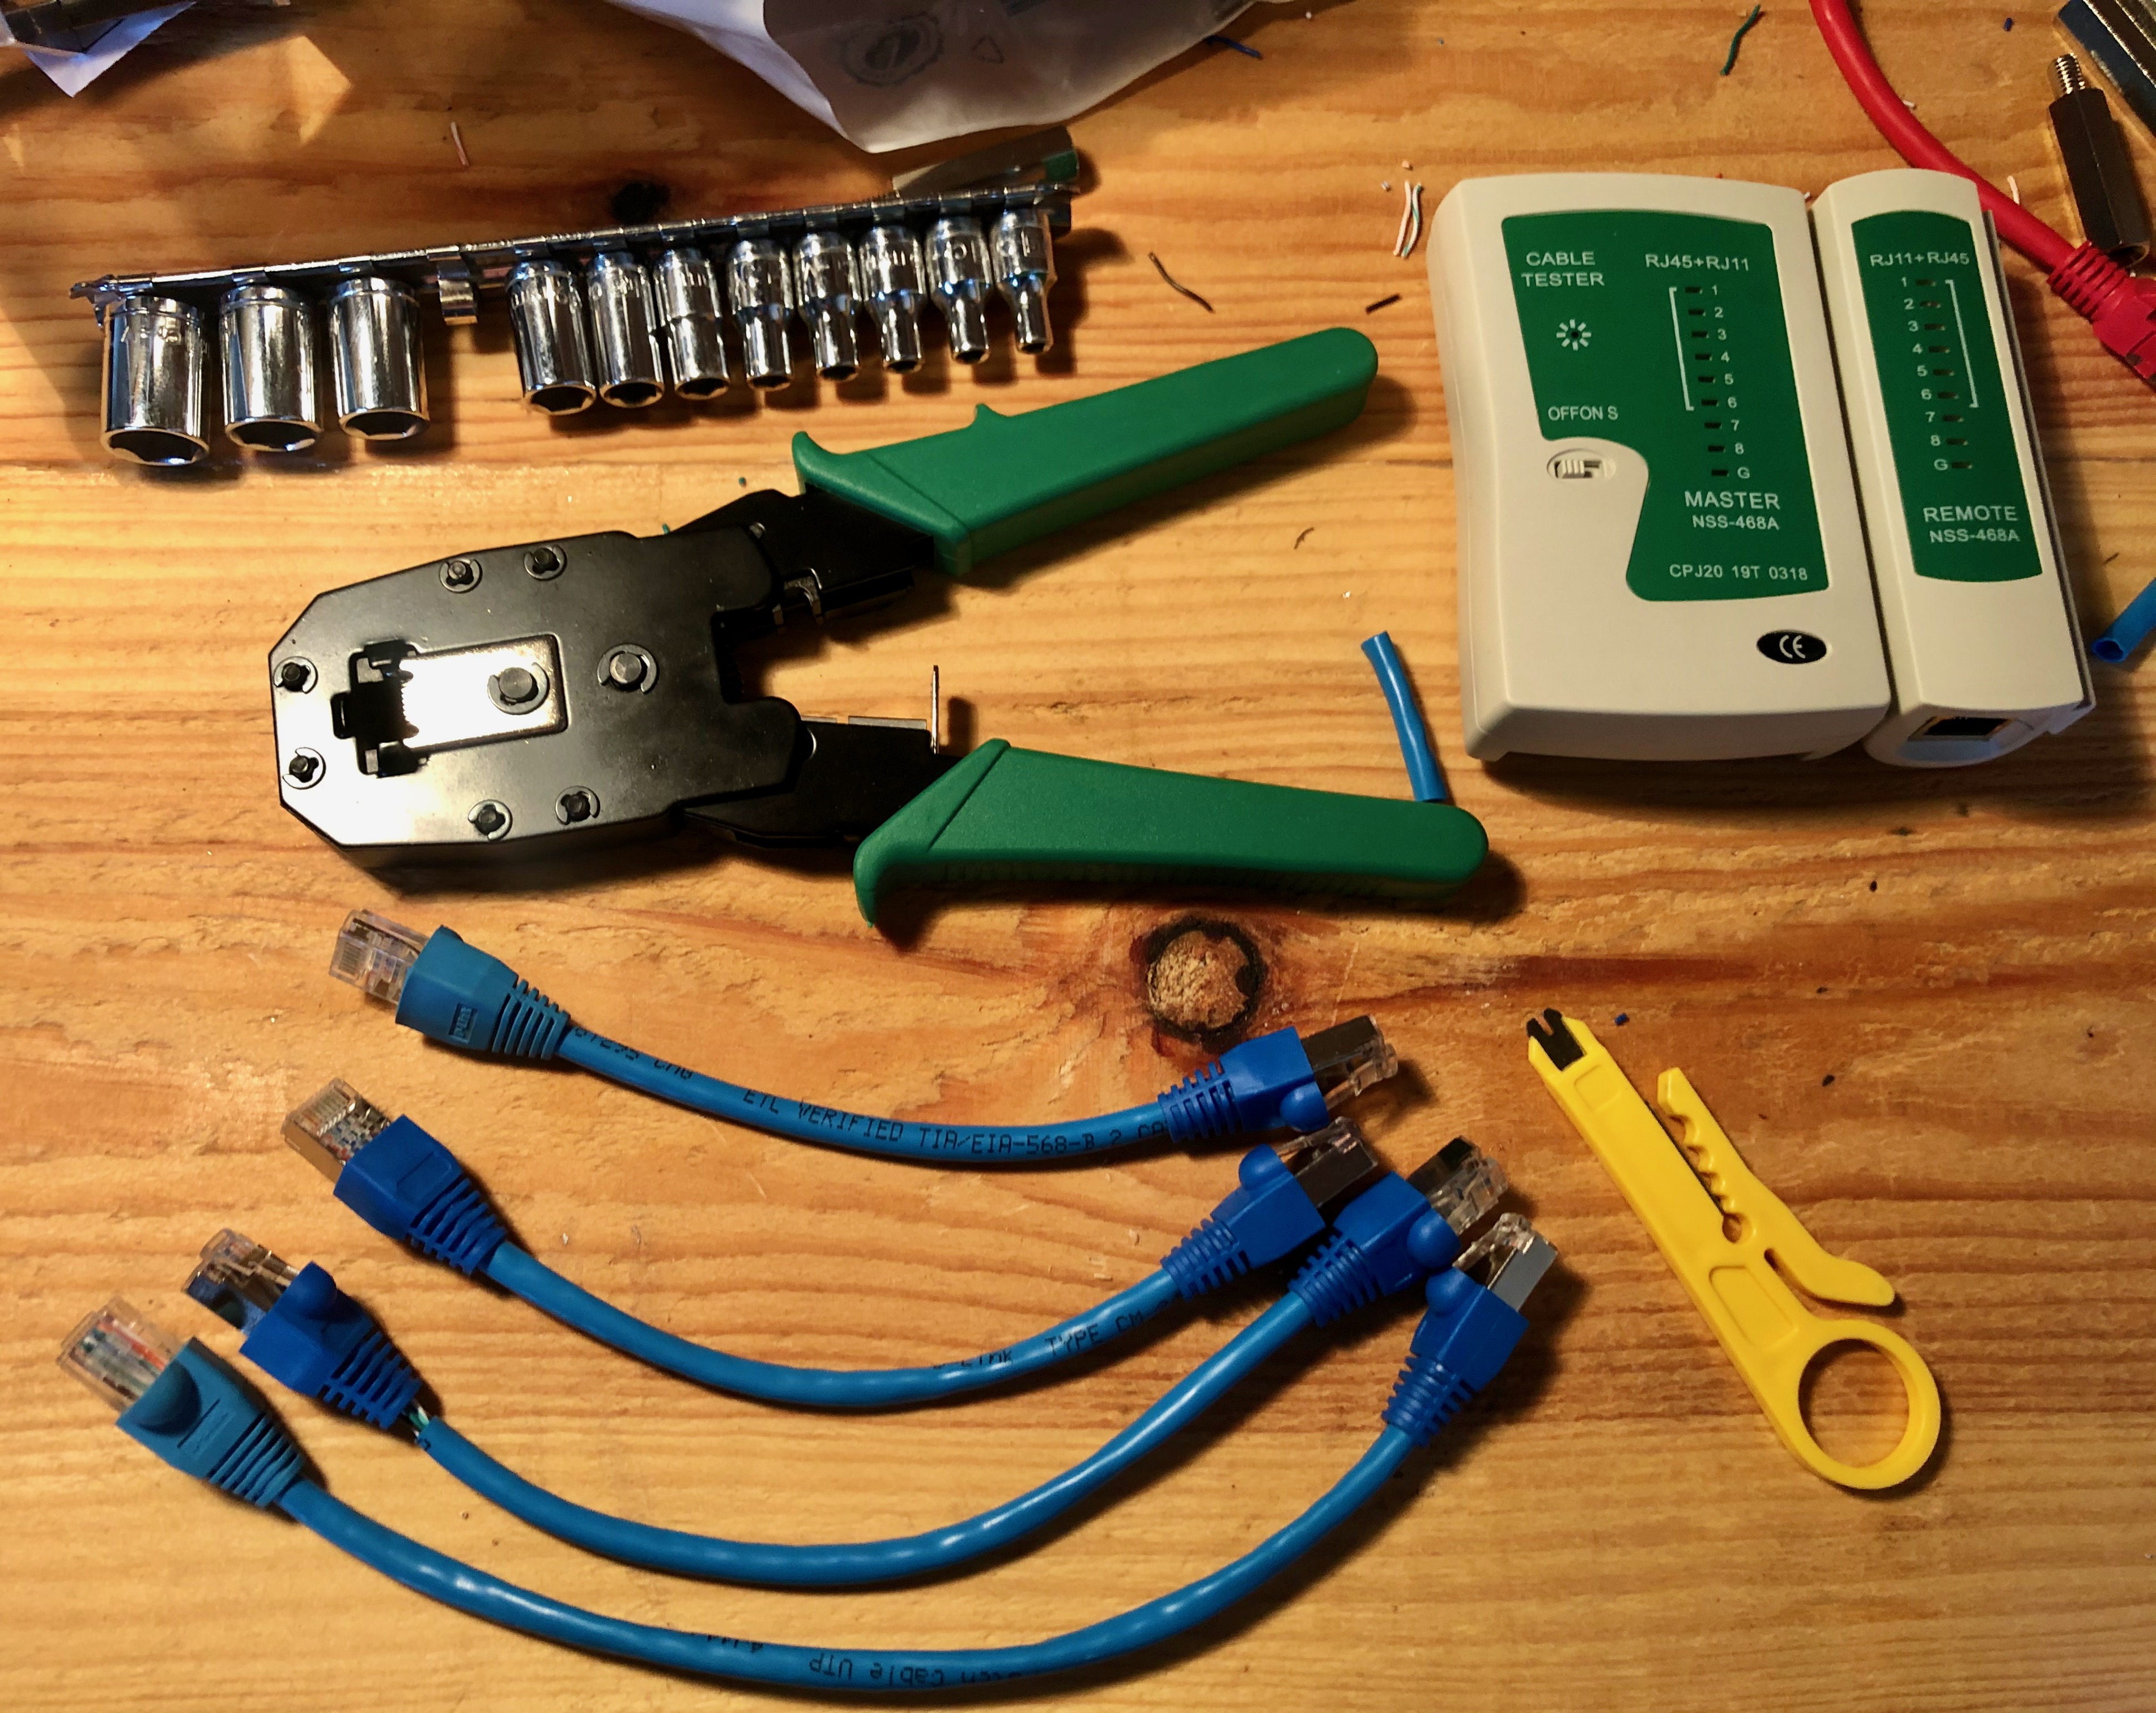 CABLE
TESTER
RJ45+RJ11
1
2
3
4
5
6
7
8
G
OFFON S
MASTER
NSS-468A
CPJ20 19T 0318
CE
RJ11+RJ45
1
2
3
4
5
6
7
8
G
REMOTE
NSS-468A
ETL VERIFIED TIA/EIA-568-B.2
TYPE CM
Cable UTP